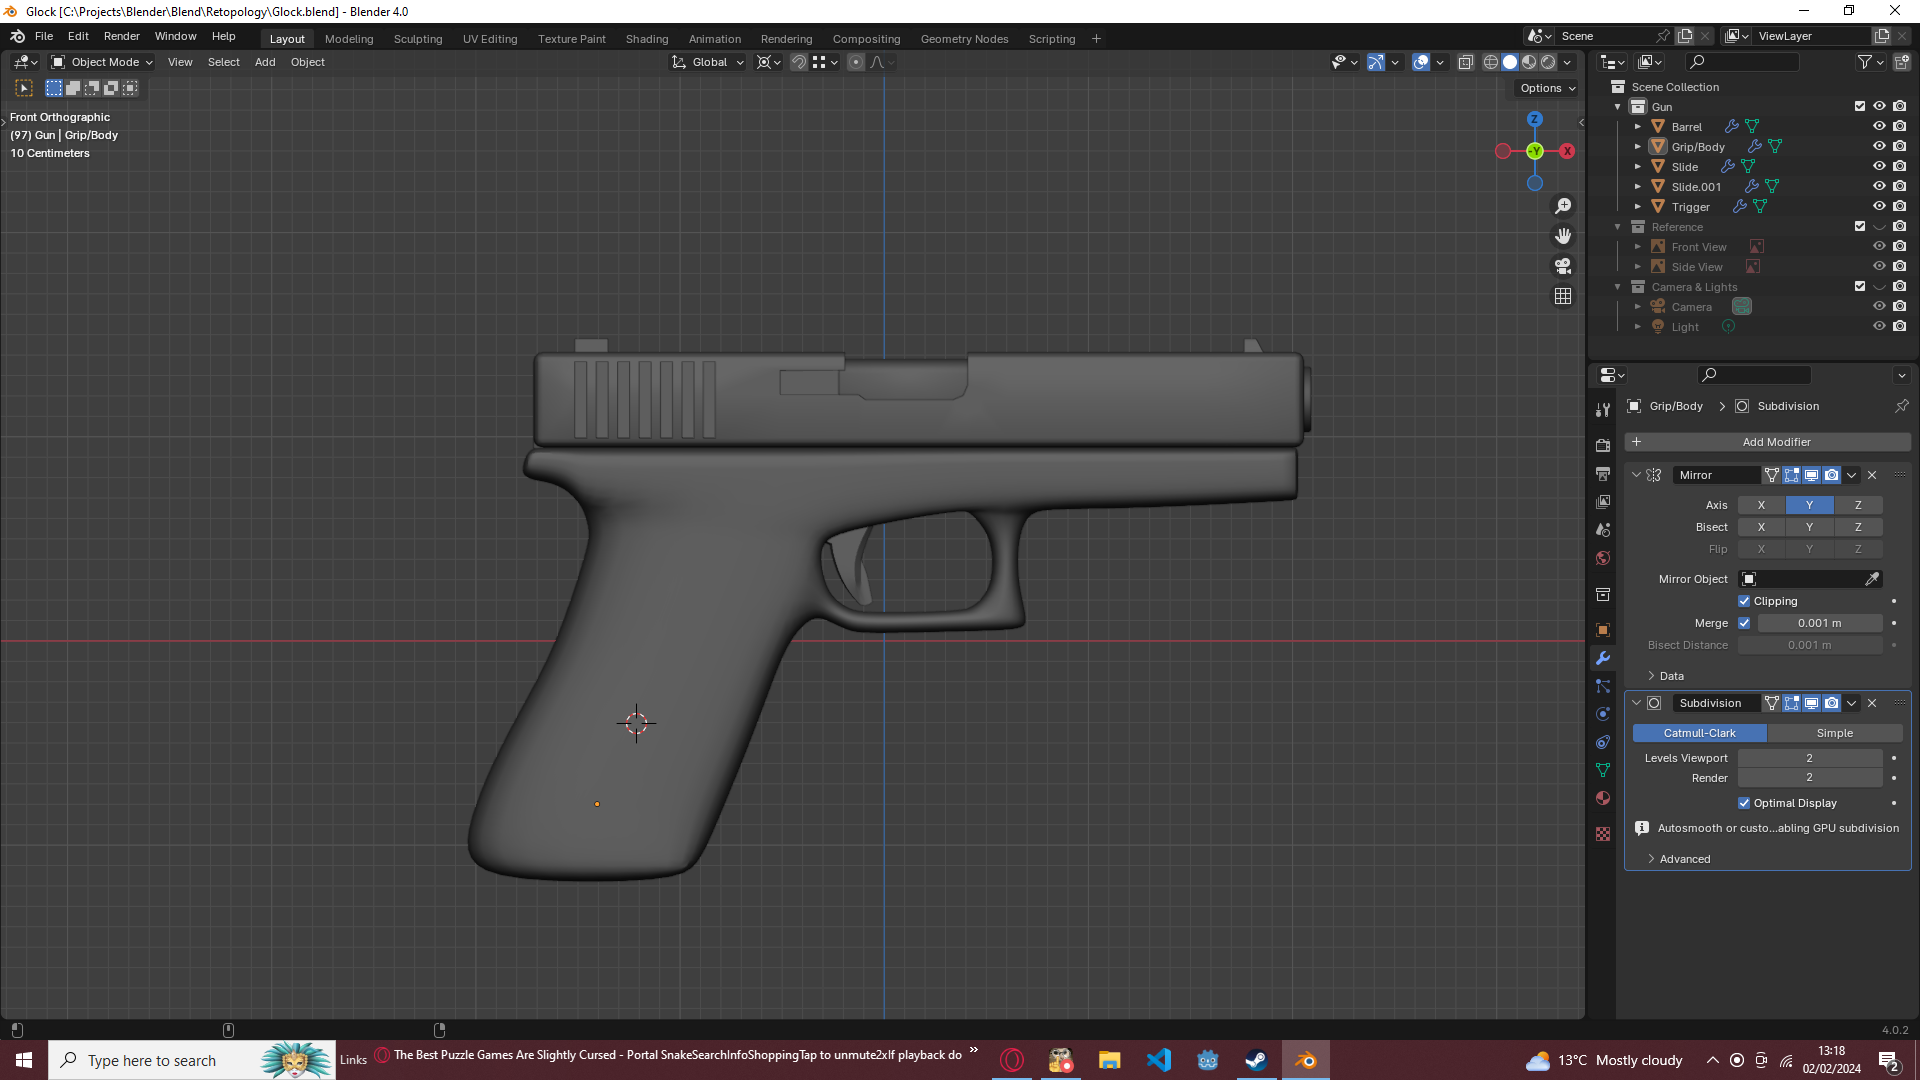 Glock [C:\Projects\Blender\Blend\Retopology\Glock.blend] - Blender 4.0
File Edit Render Window Help
Layout Modeling Sculpting UV Editing Texture Paint Shading Animation Rendering Compositing Geometry Nodes Scripting +
Scene
ViewLayer
Object Mode View Select Add Object
Global
Options
Front Orthographic
(97) Gun | Grip/Body
10 Centimeters
Z
-Y
X
Scene Collection
Gun
Barrel
Grip/Body
Slide
Slide.001
Trigger
Reference
Front View
Side View
Camera & Lights
Camera
Light
Grip/Body > Subdivision
+ Add Modifier
Mirror
Axis X Y Z
Bisect X Y Z
Flip X Y Z
Mirror Object
Clipping
Merge 0.001 m
Bisect Distance 0.001 m
Data
Subdivision
Catmull-Clark Simple
Levels Viewport 2
Render 2
Optimal Display
Autosmooth or custo...abling GPU subdivision
Advanced
4.0.2
Type here to search
Links
The Best Puzzle Games Are Slightly Cursed - Portal SnakeSearchInfoShoppingTap to unmute2xIf playback do
»
13°C Mostly cloudy
13:18
02/02/2024
2